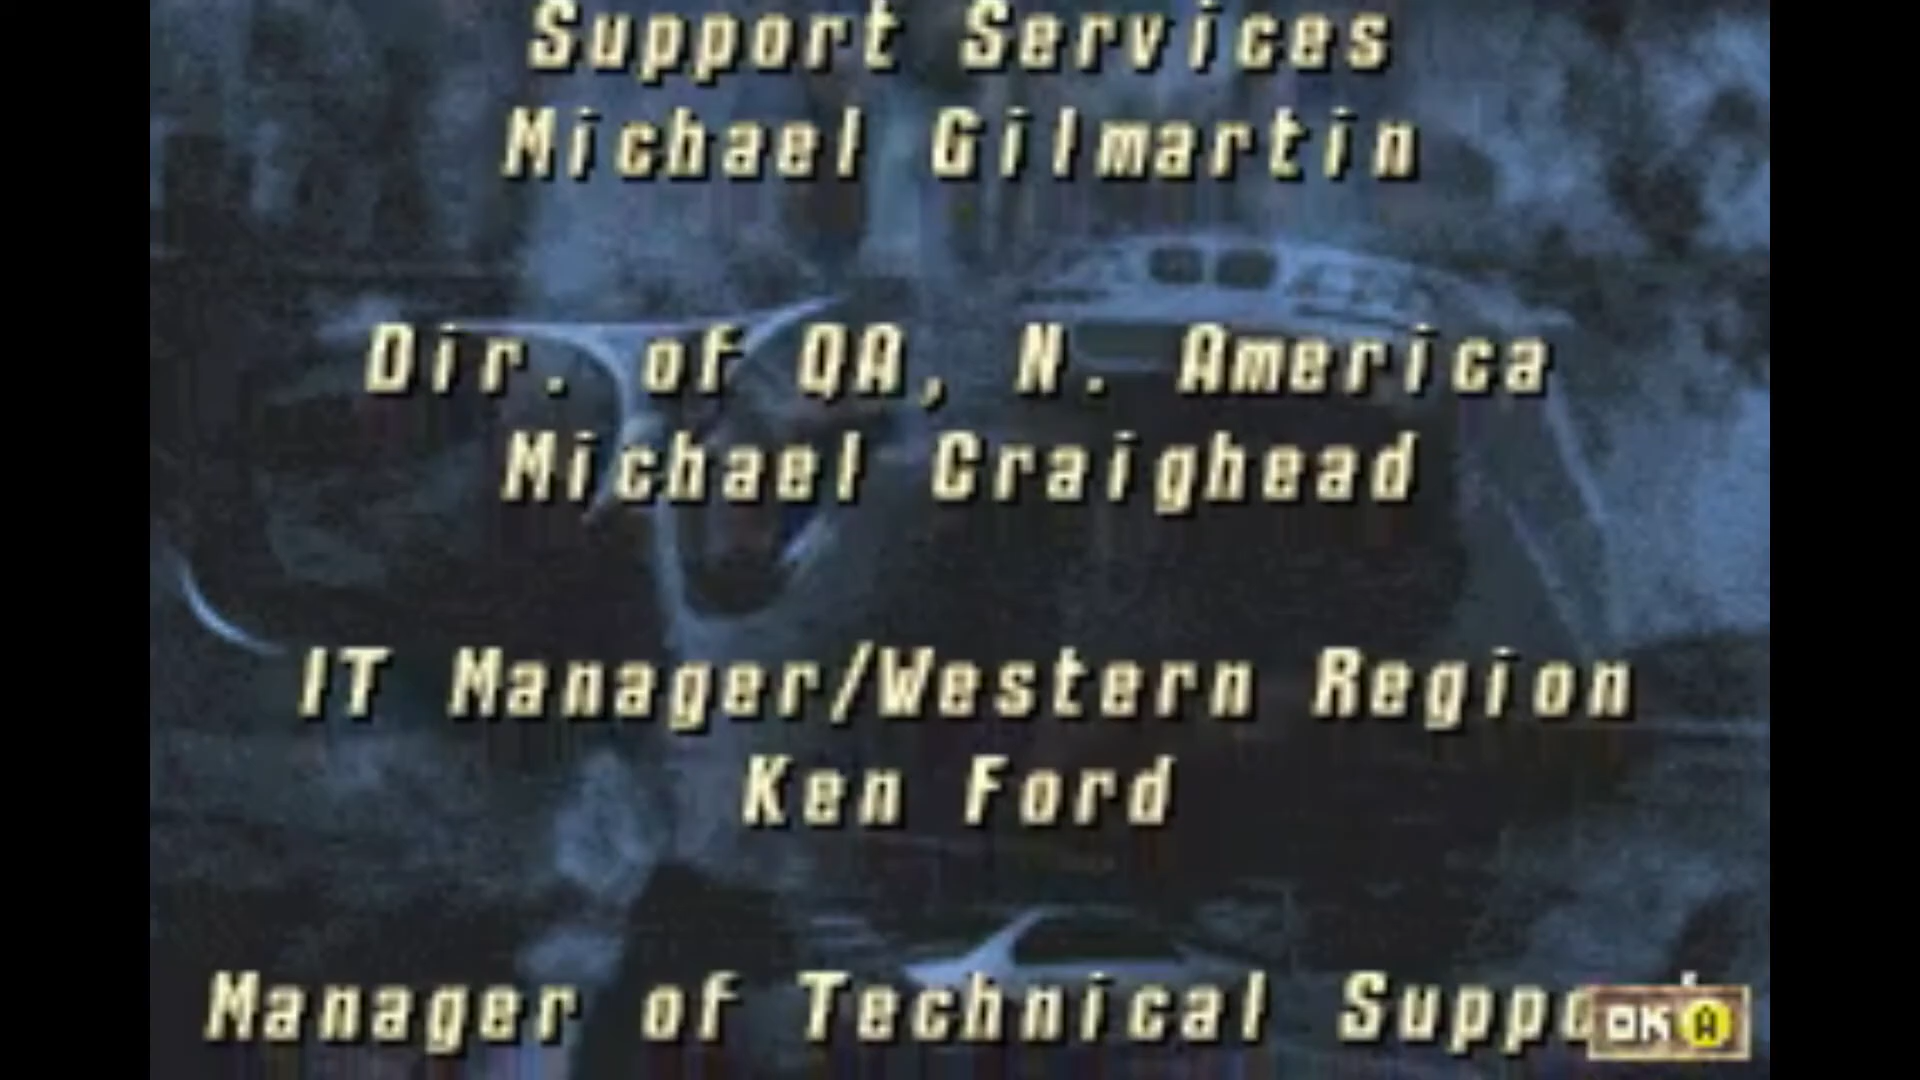 Support Services
Michael Gilmartin
Dir. of QA, N. America
Michael Craighead
IT Manager/Western Region
Ken Ford
Manager of Technical
OK A